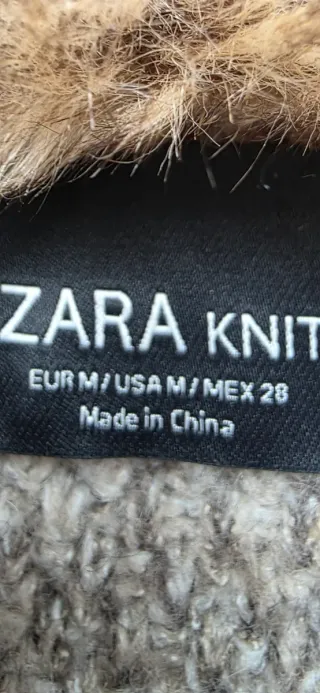 ZARA KNIT
EUR M / USA M / MEX 28
Made in China